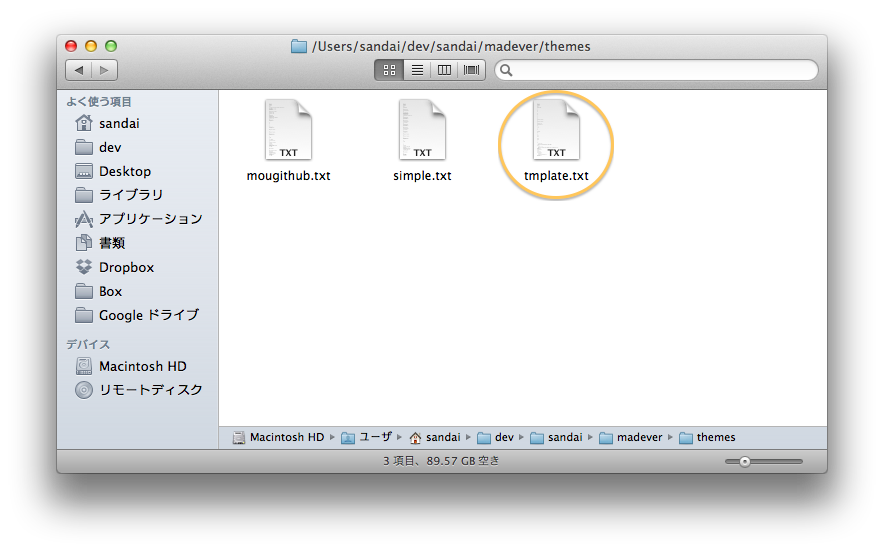 /Users/sandai/dev/sandai/madever/themes
よく使う項目
sandai
dev
Desktop
ライブラリ
アプリケーション
書類
Dropbox
Box
Google ドライブ
デバイス
Macintosh HD
リモートディスク
TXT TXT TXT
mougithub.txt simple.txt tmplate.txt
Macintosh HD ▸ ユーザ ▸ sandai ▸ dev ▸ sandai ▸ madever ▸ themes
3 項目、89.57 GB 空き